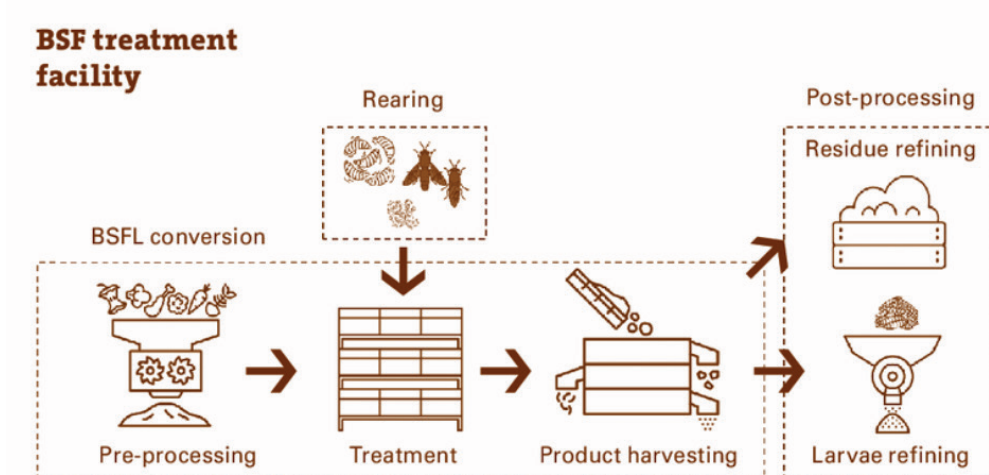 BSF treatment
facility
Rearing
Post-processing
Residue refining
BSFL conversion
Pre-processing
Treatment
Product harvesting
Larvae refining